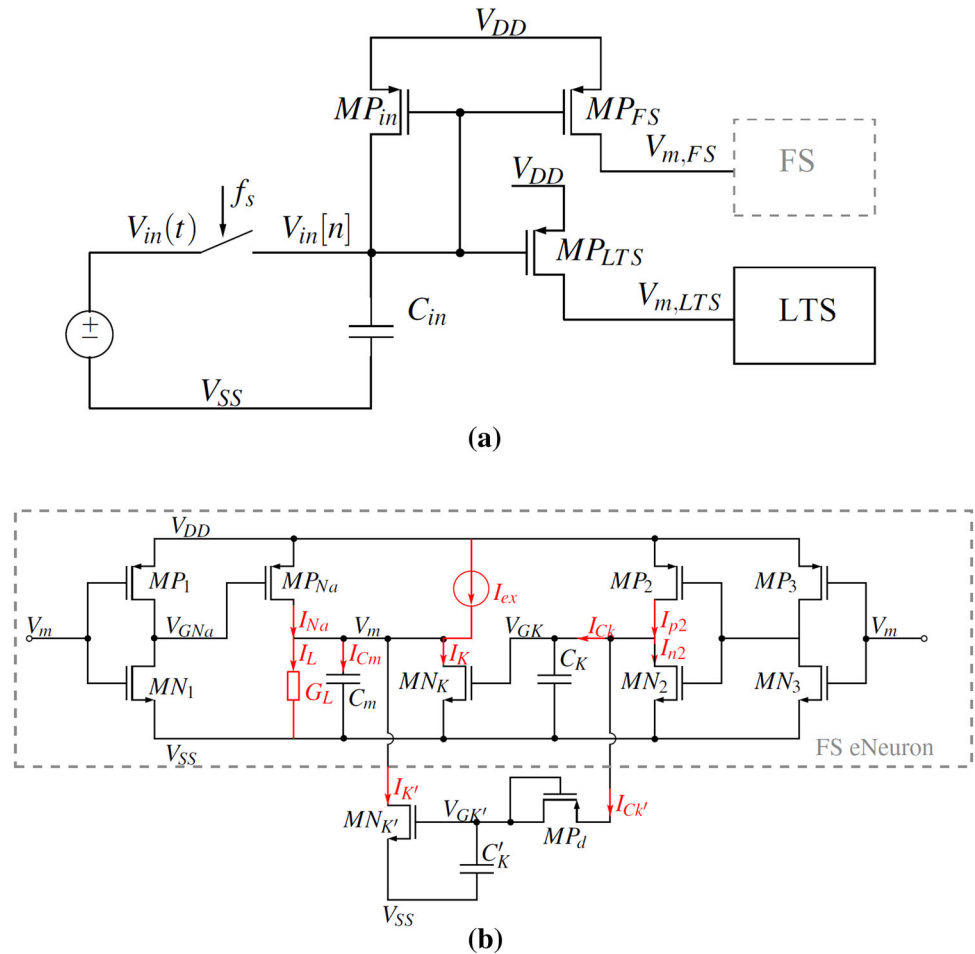 V_DD
MP_in
MP_FS
V_m,FS
FS
f_s
V_DD
V_in(t)
V_in[n]
MP_LTS
V_m,LTS
LTS
C_in
±
V_SS
(a)
V_DD
MP_1
MP_Na
MP_2
MP_3
I_ex
V_m
V_GNa
I_Na
V_m
V_GK
I_Ck
I_p2
V_m
I_L
I_Cm
I_K
C_K
I_n2
MN_1
G_L
C_m
MN_K
MN_2
MN_3
V_SS
FS eNeuron
I_K'
V_GK'
I_Ck'
MN_K'
MP_d
C'_K
V_SS
(b)